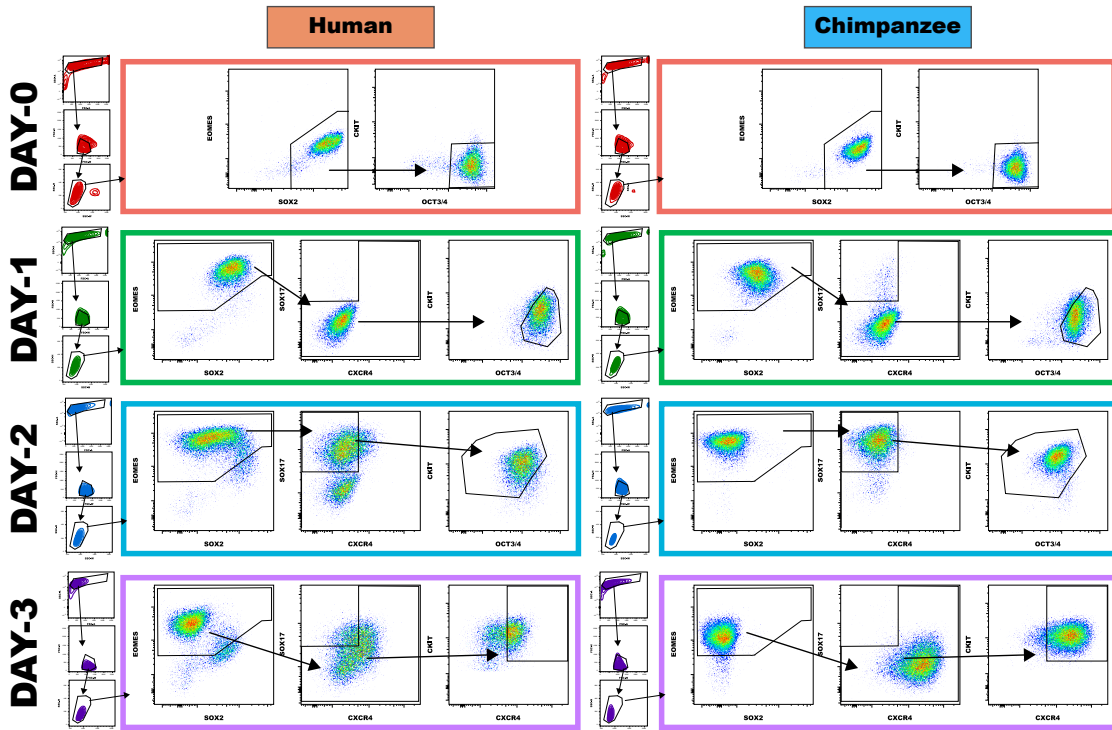 Human
Chimpanzee
DAY-0
EOMES
SOX2
CKIT
OCT3/4
EOMES
SOX2
CKIT
OCT3/4
DAY-1
EOMES
SOX2
SOX17
CXCR4
CKIT
OCT3/4
EOMES
SOX2
SOX17
CXCR4
CKIT
OCT3/4
DAY-2
EOMES
SOX2
SOX17
CXCR4
CKIT
OCT3/4
EOMES
SOX2
SOX17
CXCR4
CKIT
OCT3/4
DAY-3
EOMES
SOX2
SOX17
CXCR4
CKIT
CXCR4
EOMES
SOX2
SOX17
CXCR4
CKIT
CXCR4